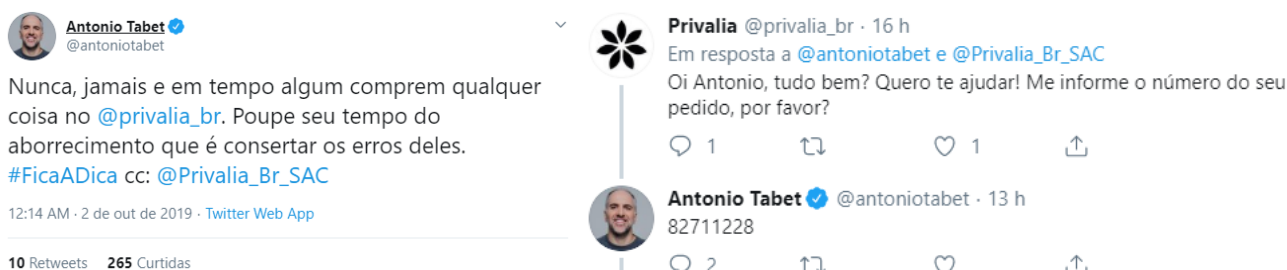 Antonio Tabet
@antoniotabet
Nunca, jamais e em tempo algum comprem qualquer
coisa no @privalia_br. Poupe seu tempo do
aborrecimento que é consertar os erros deles.
#FicaADica cc: @Privalia_Br_SAC
12:14 AM · 2 de out de 2019 · Twitter Web App
10 Retweets 265 Curtidas
Privalia @privalia_br · 16 h
Em resposta a @antoniotabet e @Privalia_Br_SAC
Oi Antonio, tudo bem? Quero te ajudar! Me informe o número do seu
pedido, por favor?
1 1
Antonio Tabet @antoniotabet · 13 h
82711228
2